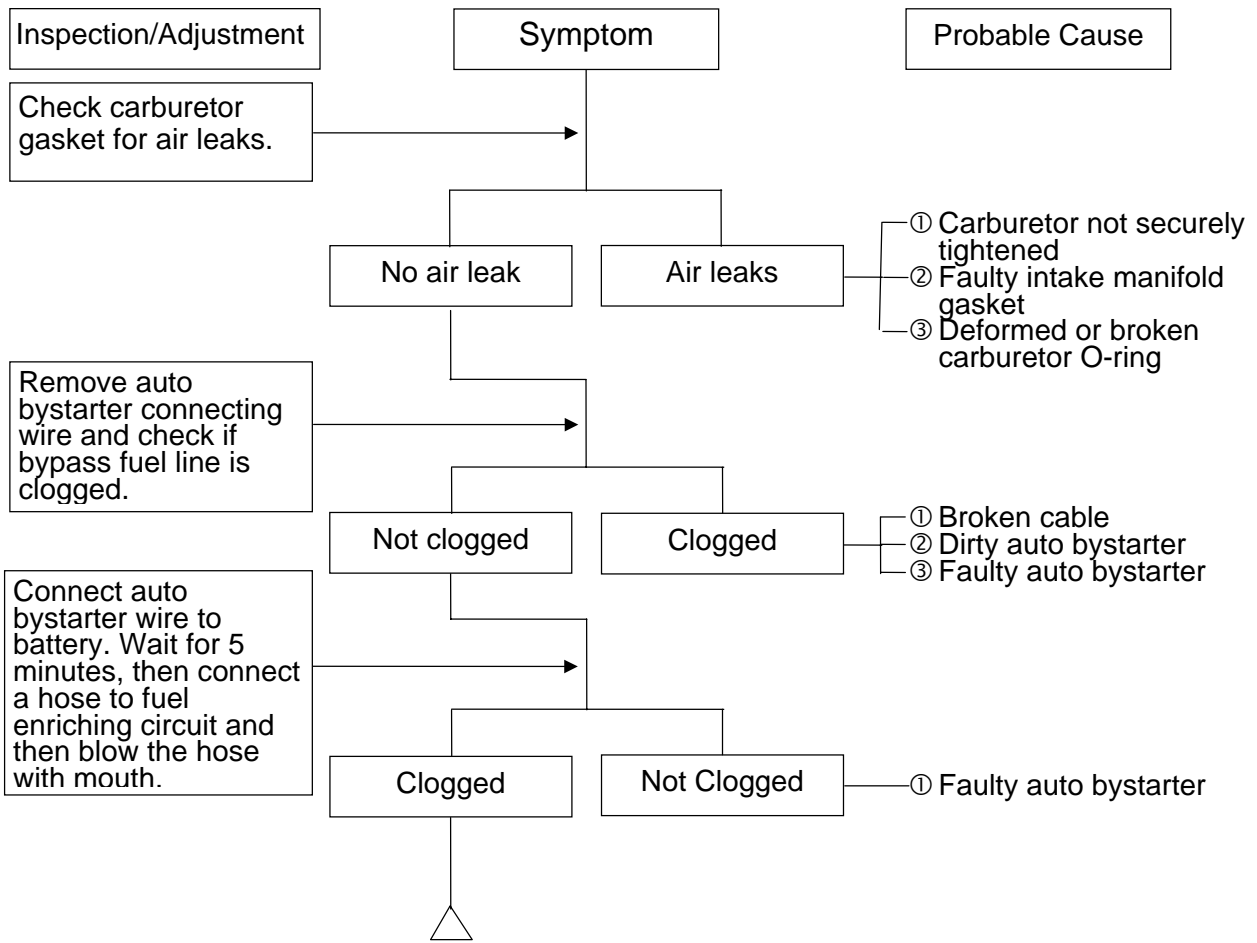 Inspection/Adjustment
Symptom
Probable Cause
Check carburetor
gasket for air leaks.
No air leak
Air leaks
① Carburetor not securely
tightened
② Faulty intake manifold
gasket
③ Deformed or broken
carburetor O-ring
Remove auto
bystarter connecting
wire and check if
bypass fuel line is
clogged.
Not clogged
Clogged
① Broken cable
② Dirty auto bystarter
③ Faulty auto bystarter
Connect auto
bystarter wire to
battery. Wait for 5
minutes, then connect
a hose to fuel
enriching circuit and
then blow the hose
with mouth.
Clogged
Not Clogged
① Faulty auto bystarter